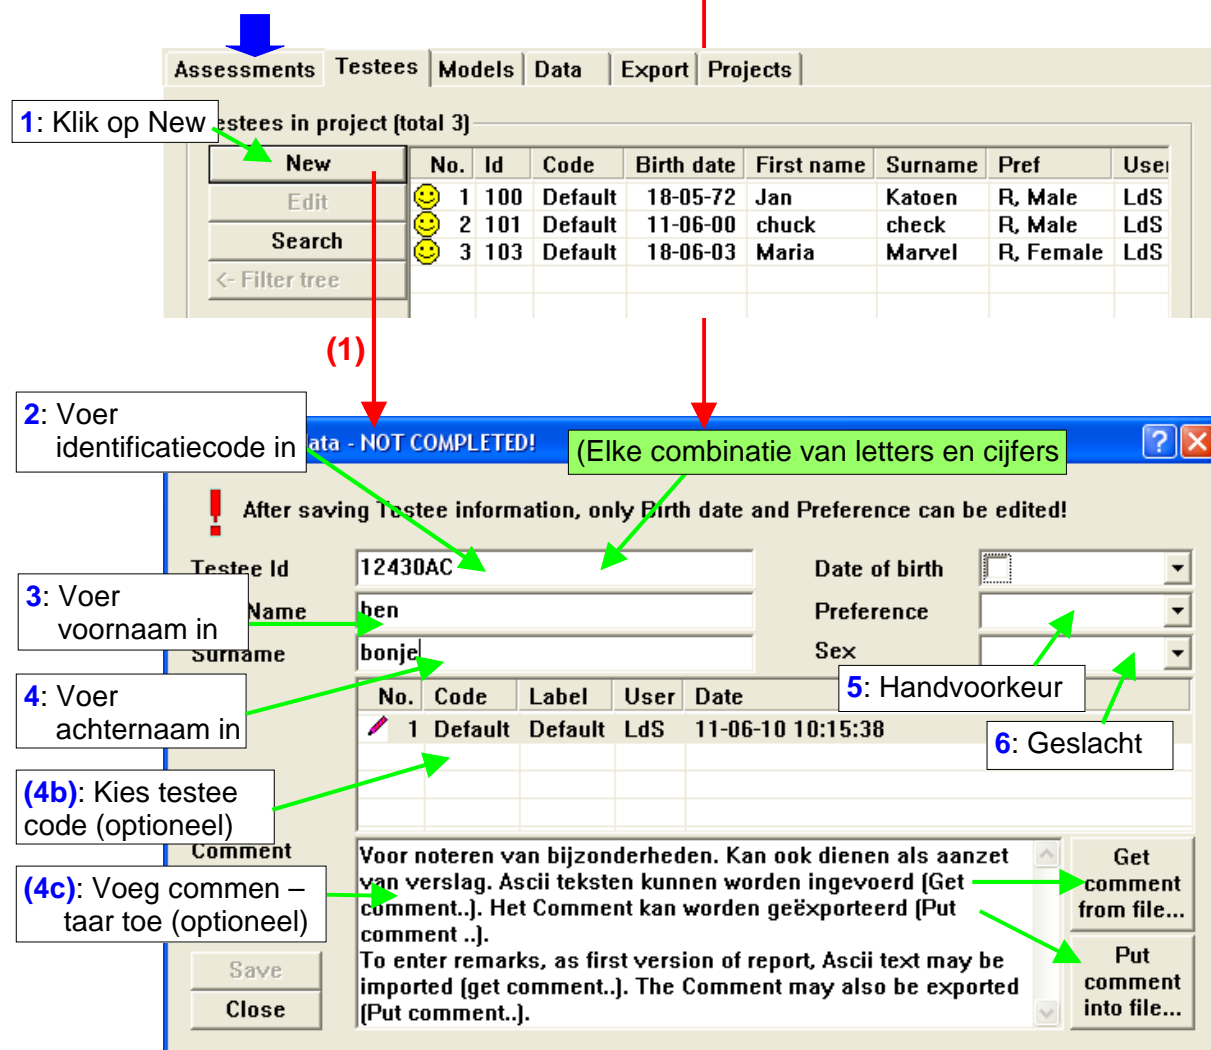 Assessments Testees Models Data Export Projects
1: Klik op New
estees in project (total 3)
New
Edit
Search
<- Filter tree
No. Id Code Birth date First name Surname Pref User
1 100 Default 18-05-72 Jan Katoen R, Male LdS
2 101 Default 11-06-00 chuck check R, Male LdS
3 103 Default 18-06-03 Maria Marvel R, Female LdS
(1)
2: Voer
identificatiecode in
ata - NOT COMPLETED!
(Elke combinatie van letters en cijfers
After saving Testee information, only Birth date and Preference can be edited!
Testee Id 12430AC Date of birth
3: Voer
voornaam in
Name ben Preference
Surname bonje Sex
4: Voer
achternaam in
5: Handvoorkeur
6: Geslacht
No. Code Label User Date
1 Default Default LdS 11-06-10 10:15:38
(4b): Kies testee
code (optioneel)
Comment
(4c): Voeg commen –
taar toe (optioneel)
Voor noteren van bijzonderheden. Kan ook dienen als aanzet
van verslag. Ascii teksten kunnen worden ingevoerd (Get
comment..). Het Comment kan worden geëxporteerd (Put
comment ..).
To enter remarks, as first version of report, Ascii text may be
imported (get comment..). The Comment may also be exported
(Put comment..).
Get
comment
from file...
Put
comment
into file...
Save
Close